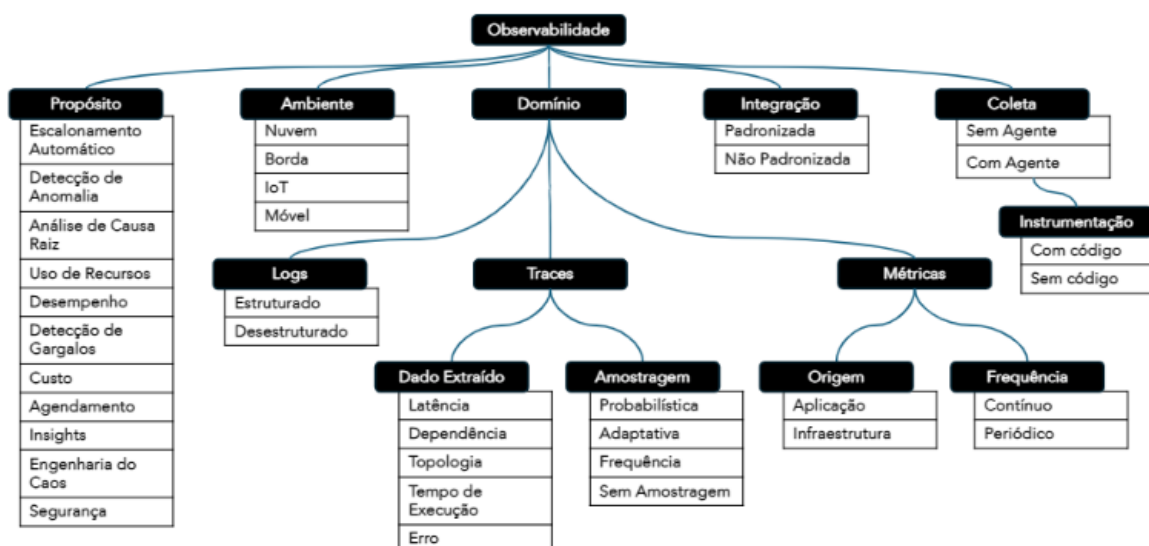 Observabilidade
Propósito
Escalonamento
Automático
Detecção de
Anomalia
Análise de Causa
Raiz
Uso de Recursos
Desempenho
Detecção de
Gargalos
Custo
Agendamento
Insights
Engenharia do
Caos
Segurança
Ambiente
Nuvem
Borda
IoT
Móvel
Domínio
Logs
Estruturado
Desestruturado
Traces
Dado Extraído
Latência
Dependência
Topologia
Tempo de
Execução
Erro
Amostragem
Probabilística
Adaptativa
Frequência
Sem Amostragem
Métricas
Origem
Aplicação
Infraestrutura
Frequência
Contínuo
Periódico
Integração
Padronizada
Não Padronizada
Coleta
Sem Agente
Com Agente
Instrumentação
Com código
Sem código